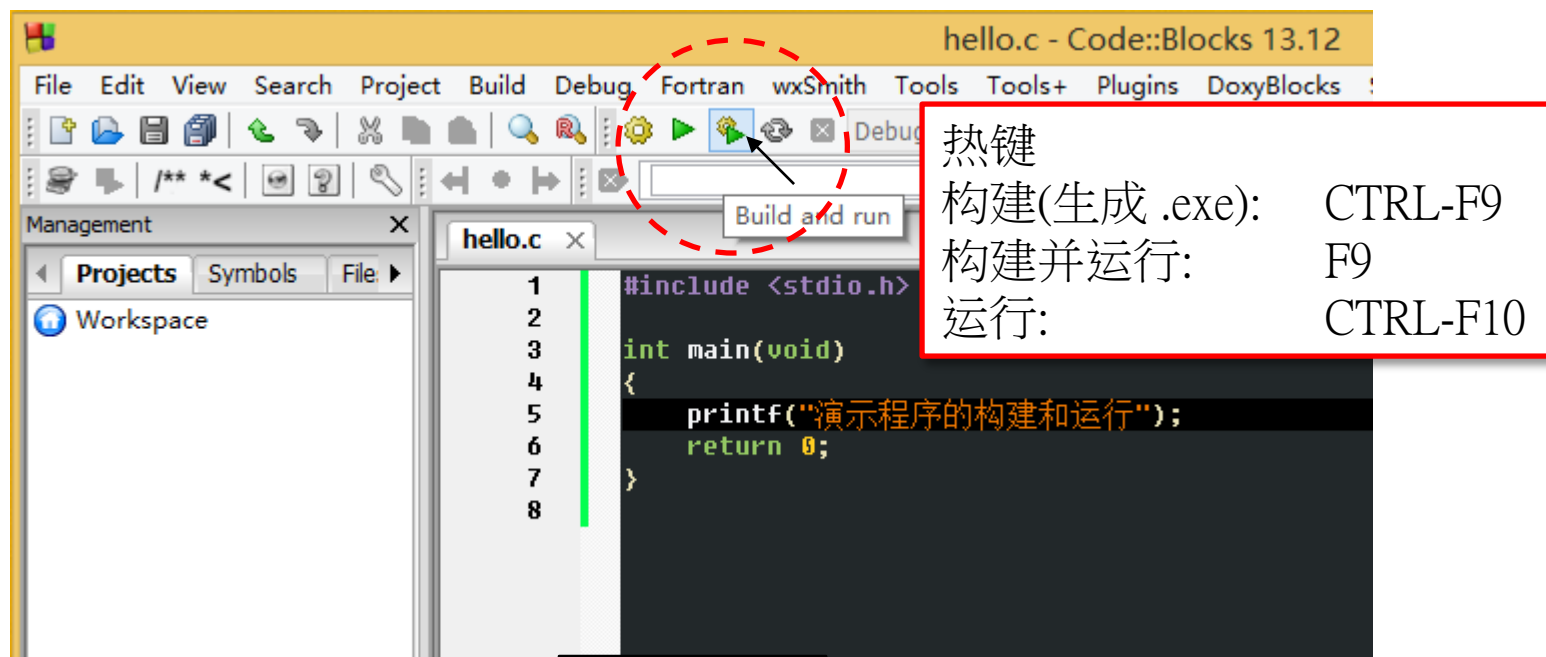 hello.c - Code::Blocks 13.12
File Edit View Search Project Build Debug Fortran wxSmith Tools Tools+ Plugins DoxyBlocks
Debug
/** *<
Management
Projects Symbols File
Workspace
Build and run
hello.c
热键
构建(生成 .exe): CTRL-F9
构建并运行: F9
运行: CTRL-F10
1 #include <stdio.h>
2
3 int main(void)
4 {
5 printf("演示程序的构建和运行");
6 return 0;
7 }
8